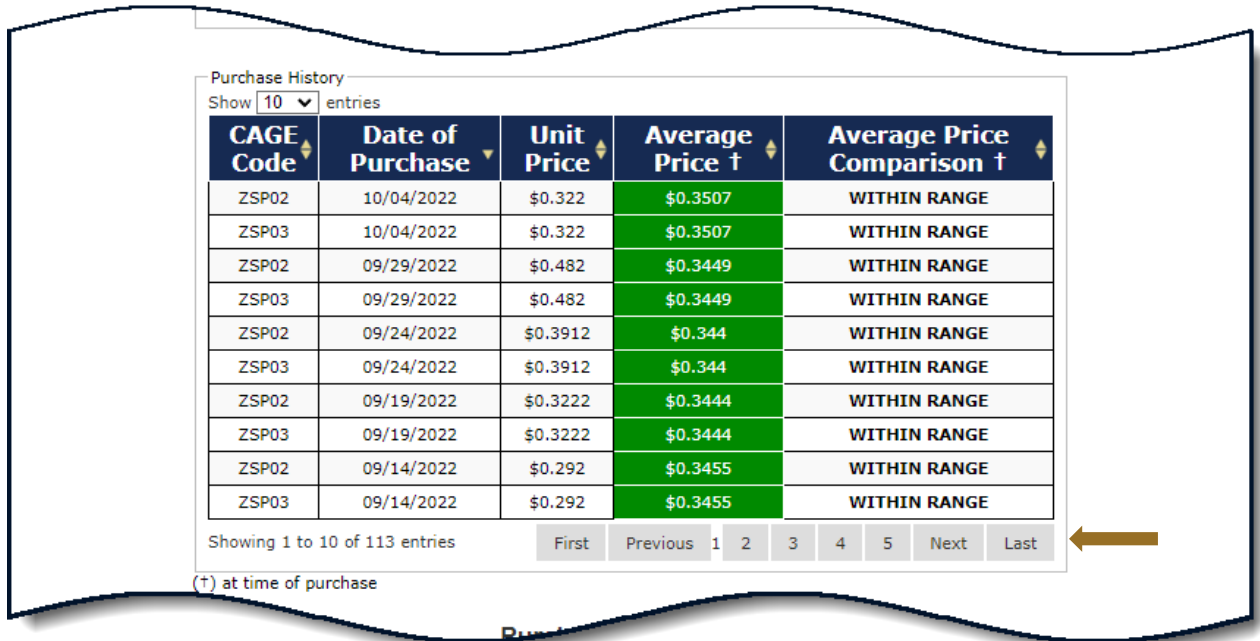 Purchase History
Show 10 entries
CAGE Code Date of Purchase Unit Price Average Price † Average Price Comparison †
ZSP02 10/04/2022 $0.322 $0.3507 WITHIN RANGE
ZSP03 10/04/2022 $0.322 $0.3507 WITHIN RANGE
ZSP02 09/29/2022 $0.482 $0.3449 WITHIN RANGE
ZSP03 09/29/2022 $0.482 $0.3449 WITHIN RANGE
ZSP02 09/24/2022 $0.3912 $0.344 WITHIN RANGE
ZSP03 09/24/2022 $0.3912 $0.344 WITHIN RANGE
ZSP02 09/19/2022 $0.3222 $0.3444 WITHIN RANGE
ZSP03 09/19/2022 $0.3222 $0.3444 WITHIN RANGE
ZSP02 09/14/2022 $0.292 $0.3455 WITHIN RANGE
ZSP03 09/14/2022 $0.292 $0.3455 WITHIN RANGE
Showing 1 to 10 of 113 entries First Previous 1 2 3 4 5 Next Last
(†) at time of purchase